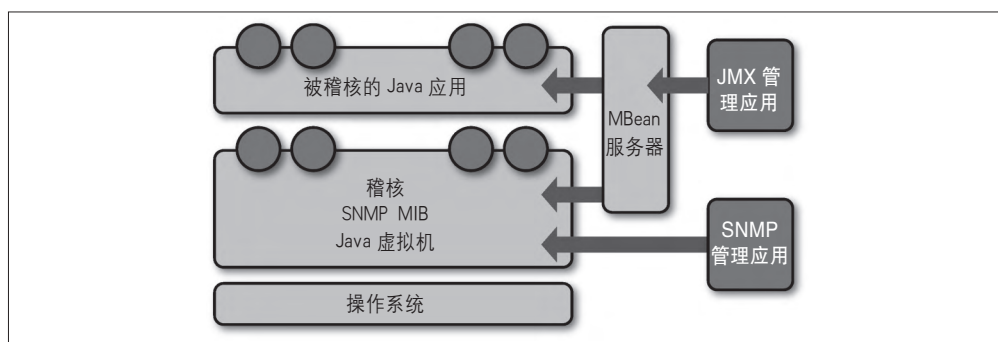 被稽核的 Java 应用
MBean
服务器
JMX 管
理应用
稽核
SNMP MIB
Java 虚拟机
SNMP
管理应用
操作系统